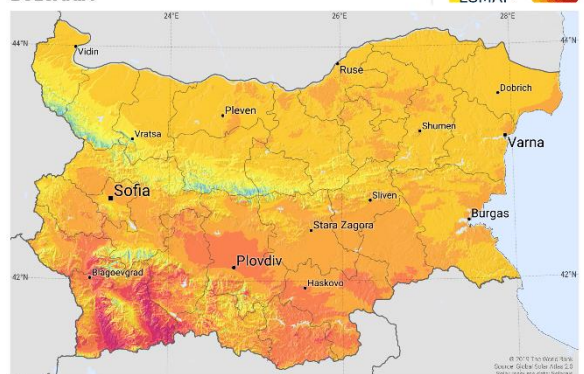 24°E
26°E
28°E
44°N
44°N
Vidin
Ruse
Dobrich
Pleven
Shumen
Vratsa
Varna
Sofia
Sliven
Burgas
Stara Zagora
Plovdiv
42°N
42°N
Blagoevgrad
Haskovo
© 2019 The World Bank
Source: Global Solar Atlas 2.0